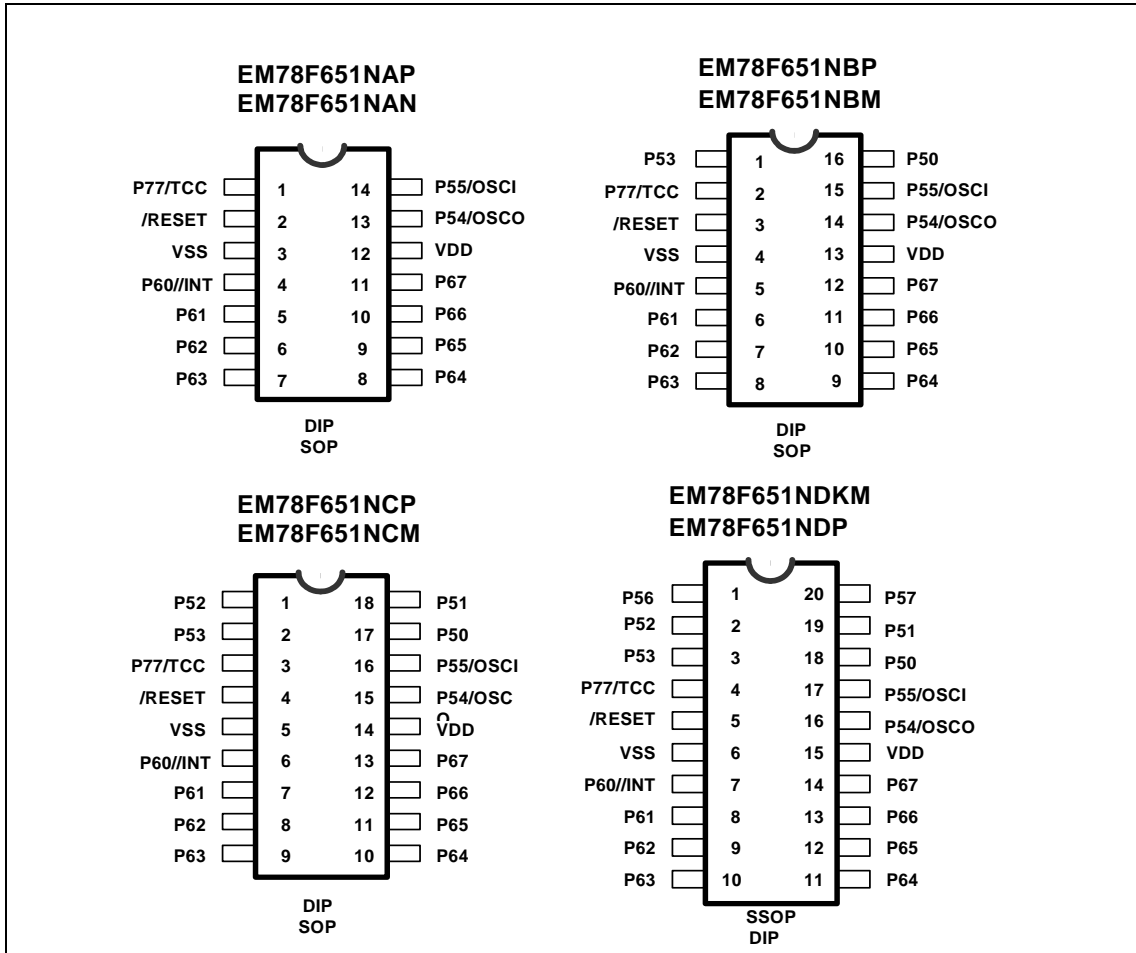 EM78F651NAP
EM78F651NAN
P77/TCC 1 14 P55/OSCI
/RESET 2 13 P54/OSCO
VSS 3 12 VDD
P60//INT 4 11 P67
P61 5 10 P66
P62 6 9 P65
P63 7 8 P64
DIP
SOP
EM78F651NBP
EM78F651NBM
P53 1 16 P50
P77/TCC 2 15 P55/OSCI
/RESET 3 14 P54/OSCO
VSS 4 13 VDD
P60//INT 5 12 P67
P61 6 11 P66
P62 7 10 P65
P63 8 9 P64
DIP
SOP
EM78F651NCP
EM78F651NCM
P52 1 18 P51
P53 2 17 P50
P77/TCC 3 16 P55/OSCI
/RESET 4 15 P54/OSC
O
VSS 5 14 VDD
P60//INT 6 13 P67
P61 7 12 P66
P62 8 11 P65
P63 9 10 P64
DIP
SOP
EM78F651NDKM
EM78F651NDP
P56 1 20 P57
P52 2 19 P51
P53 3 18 P50
P77/TCC 4 17 P55/OSCI
/RESET 5 16 P54/OSCO
VSS 6 15 VDD
P60//INT 7 14 P67
P61 8 13 P66
P62 9 12 P65
P63 10 11 P64
SSOP
DIP